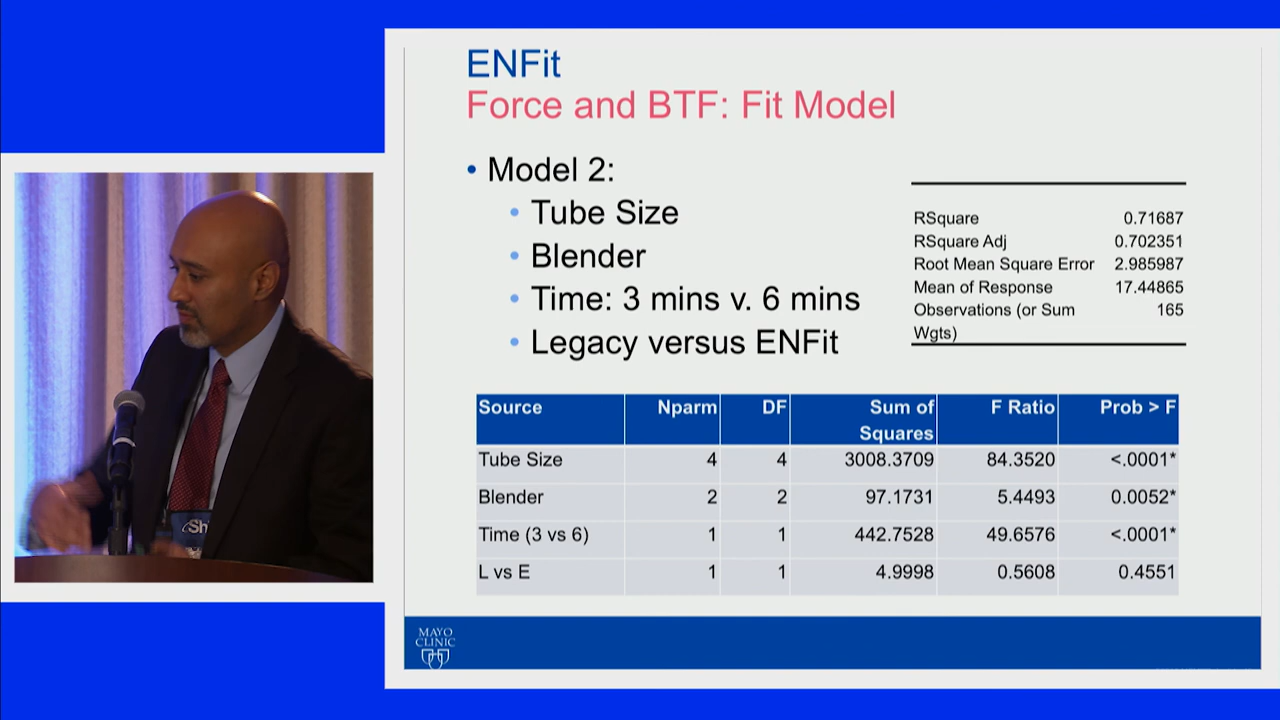 ENFit
Force and BTF: Fit Model
• Model 2:
• Tube Size
• Blender
• Time: 3 mins v. 6 mins
• Legacy versus ENFit
RSquare 0.71687
RSquare Adj 0.702351
Root Mean Square Error 2.985987
Mean of Response 17.44865
Observations (or Sum 165
Wgts)
Source Nparm DF Sum of F Ratio Prob > F
Squares
Tube Size 4 4 3008.3709 84.3520 <.0001*
Blender 2 2 97.1731 5.4493 0.0052*
Time (3 vs 6) 1 1 442.7528 49.6576 <.0001*
L vs E 1 1 4.9998 0.5608 0.4551
MAYO
CLINIC
Sh